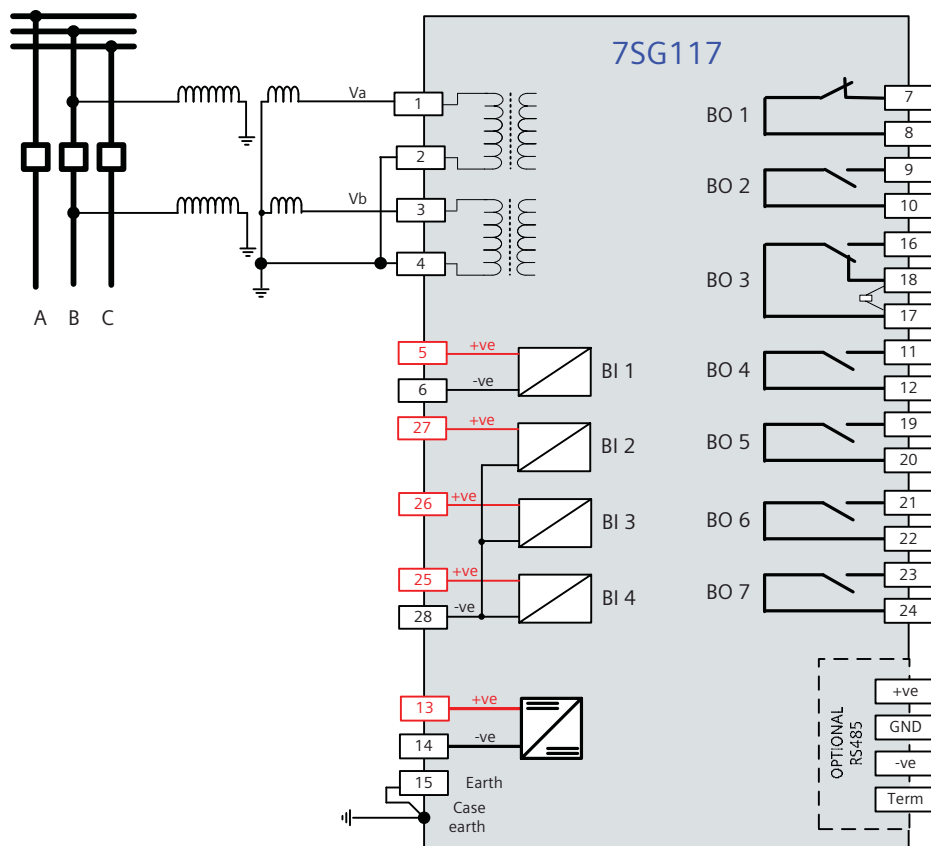 7SG117
Va
1
2
Vb
3
4
A B C
5 +ve
6 -ve
BI 1
27 +ve
BI 2
26 +ve
BI 3
25 +ve
28 -ve
BI 4
13 +ve
14 -ve
15 Earth
Case
earth
BO 1
7
8
BO 2
9
10
BO 3
16
18
17
BO 4
11
12
BO 5
19
20
BO 6
21
22
BO 7
23
24
OPTIONAL
RS485
+ve
GND
-ve
Term